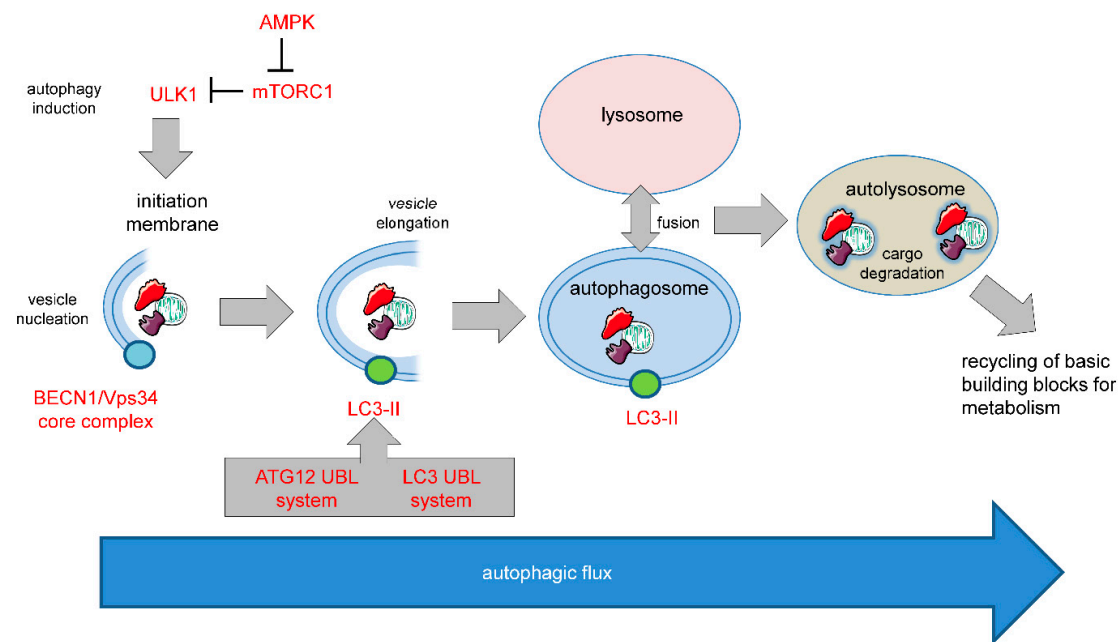 AMPK
autophagy
induction
ULK1
mTORC1
initiation
membrane
vesicle
nucleation
BECN1/Vps34
core complex
vesicle
elongation
LC3-II
ATG12 UBL
system
LC3 UBL
system
lysosome
fusion
autophagosome
LC3-II
autolysosome
cargo
degradation
recycling of basic
building blocks for
metabolism
autophagic flux